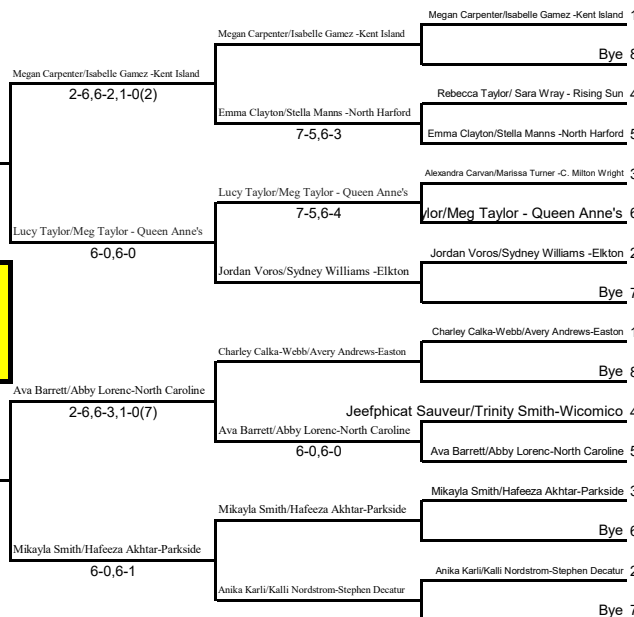 Megan Carpenter/Isabelle Gamez -Kent Island 1
Megan Carpenter/Isabelle Gamez -Kent Island
Bye 8
Megan Carpenter/Isabelle Gamez -Kent Island
2-6,6-2,1-0(2)
Rebecca Taylor/ Sara Wray - Rising Sun 4
Emma Clayton/Stella Manns -North Harford
7-5,6-3
Emma Clayton/Stella Manns -North Harford 5
Alexandra Carvan/Marissa Turner -C. Milton Wright 3
Lucy Taylor/Meg Taylor - Queen Anne's
7-5,6-4
ylor/Meg Taylor - Queen Anne's 6
Lucy Taylor/Meg Taylor - Queen Anne's
6-0,6-0
Jordan Voros/Sydney Williams -Elkton 2
Jordan Voros/Sydney Williams -Elkton
Bye 7
Charley Calka-Webb/Avery Andrews-Easton 1
Charley Calka-Webb/Avery Andrews-Easton
Bye 8
Ava Barrett/Abby Lorenc-North Caroline
2-6,6-3,1-0(7)
Jeefphicat Sauveur/Trinity Smith-Wicomico 4
Ava Barrett/Abby Lorenc-North Caroline
6-0,6-0
Ava Barrett/Abby Lorenc-North Caroline 5
Mikayla Smith/Hafeeza Akhtar-Parkside 3
Mikayla Smith/Hafeeza Akhtar-Parkside
Bye 6
Mikayla Smith/Hafeeza Akhtar-Parkside
6-0,6-1
Anika Karli/Kalli Nordstrom-Stephen Decatur 2
Anika Karli/Kalli Nordstrom-Stephen Decatur
Bye 7